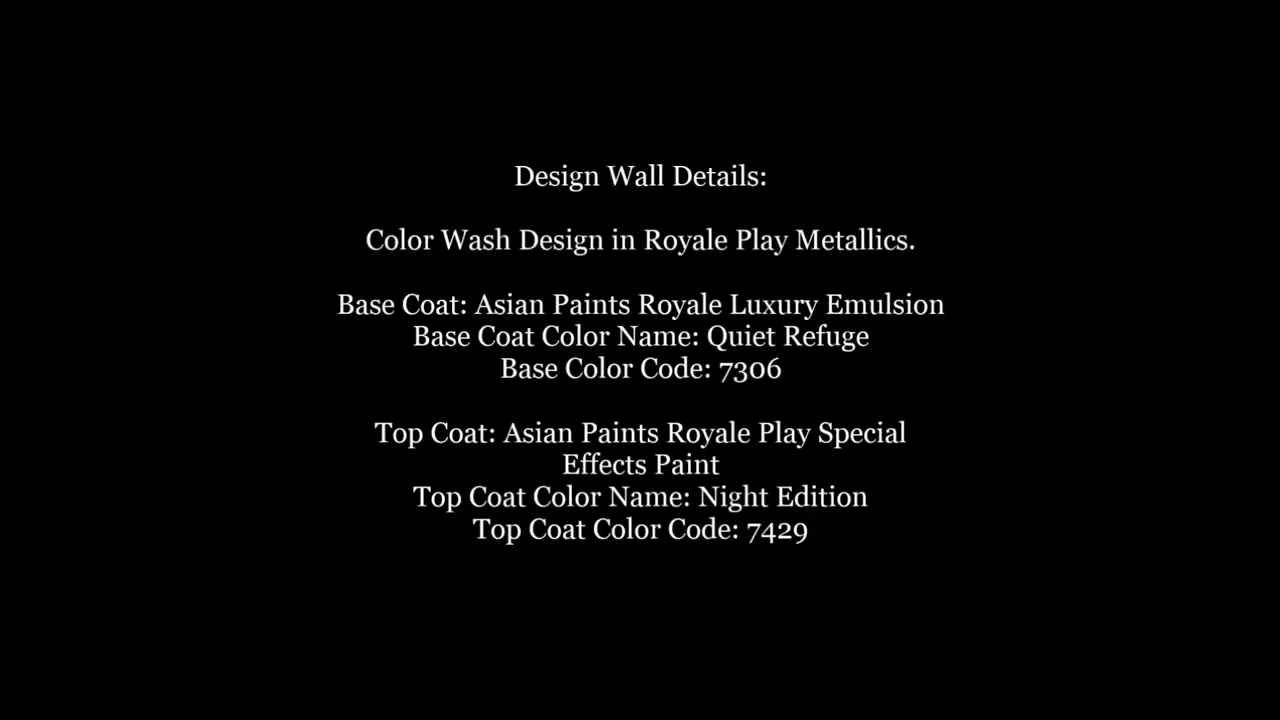 Design Wall Details:
Color Wash Design in Royale Play Metallics.
Base Coat: Asian Paints Royale Luxury Emulsion
Base Coat Color Name: Quiet Refuge
Base Color Code: 7306
Top Coat: Asian Paints Royale Play Special
Effects Paint
Top Coat Color Name: Night Edition
Top Coat Color Code: 7429